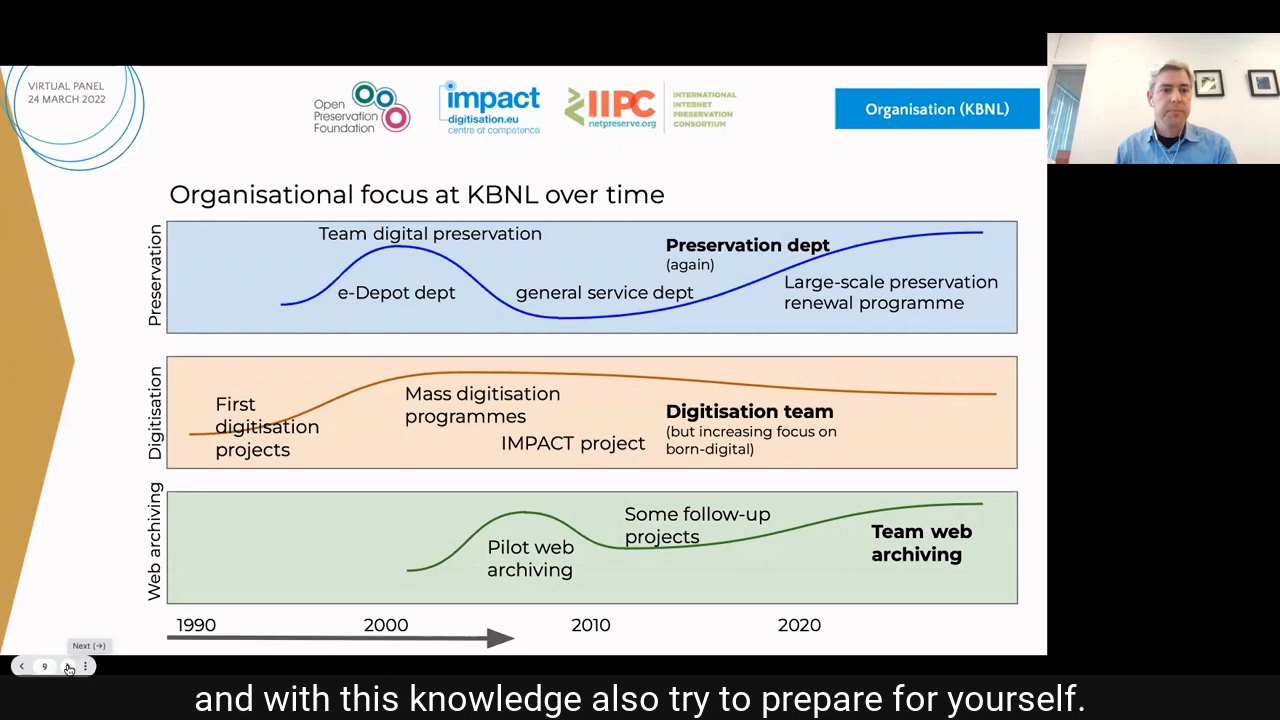 VIRTUAL PANEL
24 MARCH 2022
Open
Preservation
Foundation
impact
digitisation.eu
centre of competence
IIPC
netpreserve.org
INTERNATIONAL
INTERNET
PRESERVATION
CONSORTIUM
Organisation (KBNL)
Organisational focus at KBNL over time
Preservation
Team digital preservation
e-Depot dept
general service dept
Preservation dept
(again)
Large-scale preservation
renewal programme
Digitisation
First
digitisation
projects
Mass digitisation
programmes
IMPACT project
Digitisation team
(but increasing focus on
born-digital)
Web archiving
Pilot web
archiving
Some follow-up
projects
Team web
archiving
1990 2000 2010 2020
Next (→)
9
and with this knowledge also try to prepare for yourself.